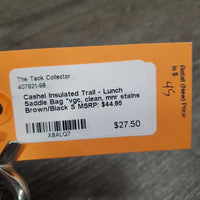 The Tack Collector
407921-98
Cashel Insulated Trail - Lunch
Saddle Bag *vgc, clean, mnr stains
Brown/Black S MSRP: $44.95
$27.50
X8ALQ7
Retail (New) Price
is $ 45